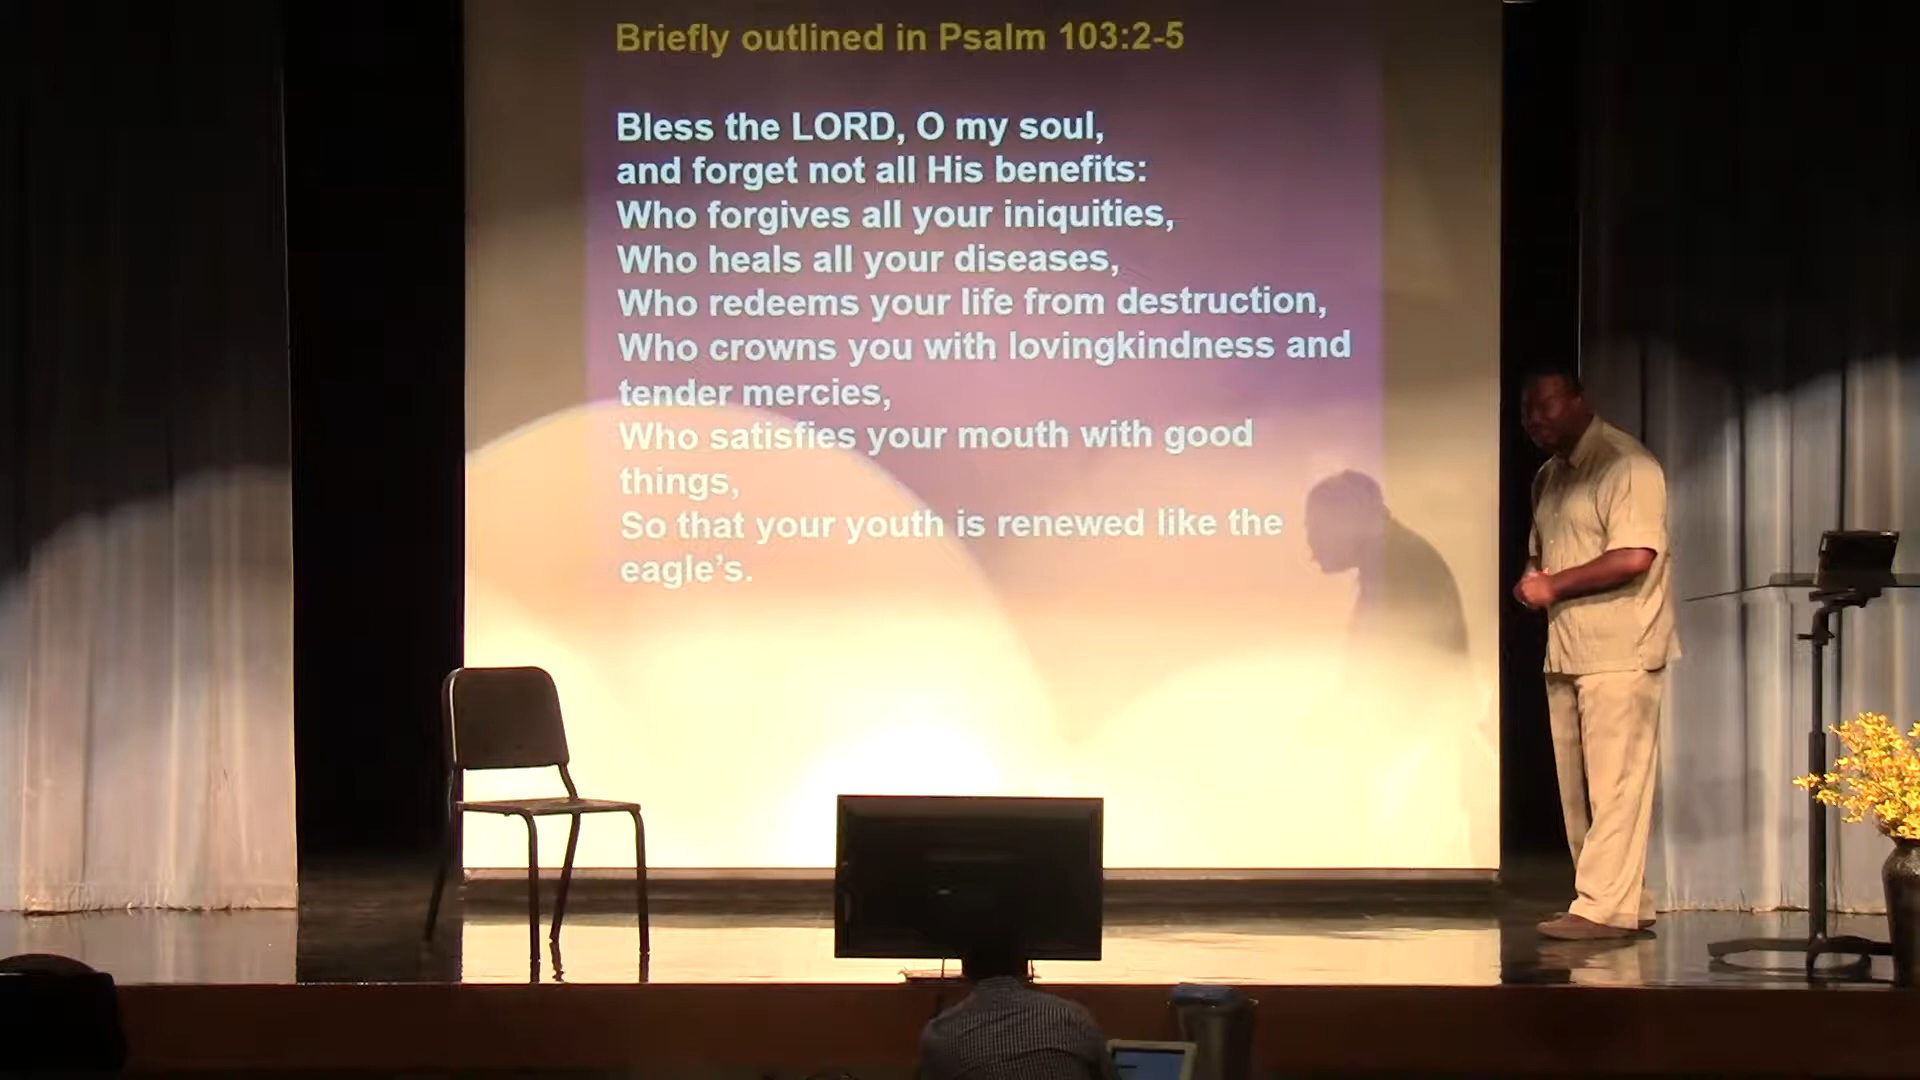 Briefly outlined in Psalm 103:2-5
Bless the LORD, O my soul,
and forget not all His benefits:
Who forgives all your iniquities,
Who heals all your diseases,
Who redeems your life from destruction,
Who crowns you with lovingkindness and
tender mercies,
Who satisfies your mouth with good
things,
So that your youth is renewed like the
eagle’s.